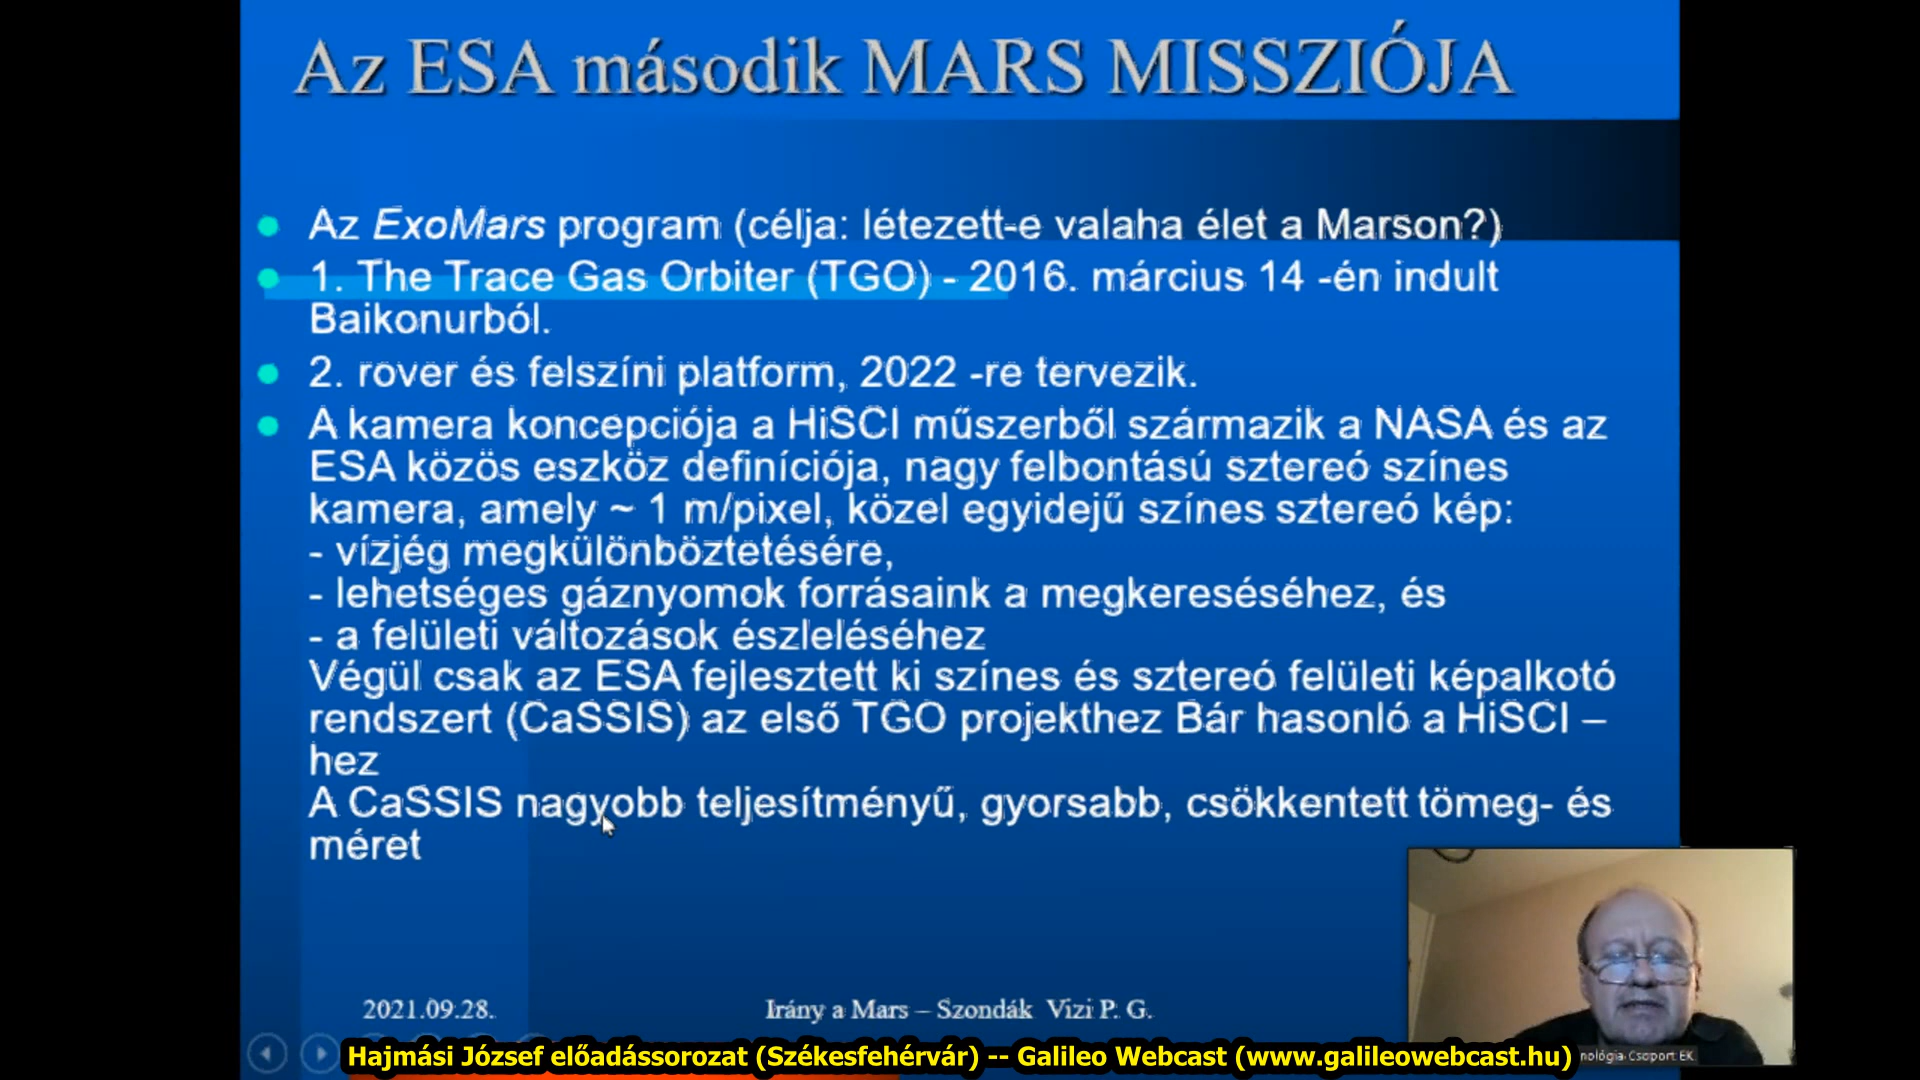 Az ESA második MARS MISSZIÓJA
Az ExoMars program (célja: létezett-e valaha élet a Marson?)
1. The Trace Gas Orbiter (TGO) - 2016. március 14 -én indult
Baikonurból.
2. rover és felszíni platform, 2022 -re tervezik.
A kamera koncepciója a HiSCI műszerből származik a NASA és az
ESA közös eszköz definíciója, nagy felbontású sztereó színes
kamera, amely ~ 1 m/pixel, közel egyidejű színes sztereó kép:
- vízjég megkülönböztetésére,
- lehetséges gáznyomok forrásaink a megkereséséhez, és
- a felületi változások észleléséhez
Végül csak az ESA fejlesztett ki színes és sztereó felületi képalkotó
rendszert (CaSSIS) az első TGO projekthez Bár hasonló a HiSCI –
hez
A CaSSIS nagyobb teljesítményű, gyorsabb, csökkentett tömeg- és
méret
2021.09.28.
Irány a Mars – Szondák Vizi P. G.
nológia Csoport EK
Hajmási József előadássorozat (Székesfehérvár) -- Galileo Webcast (www.galileowebcast.hu)